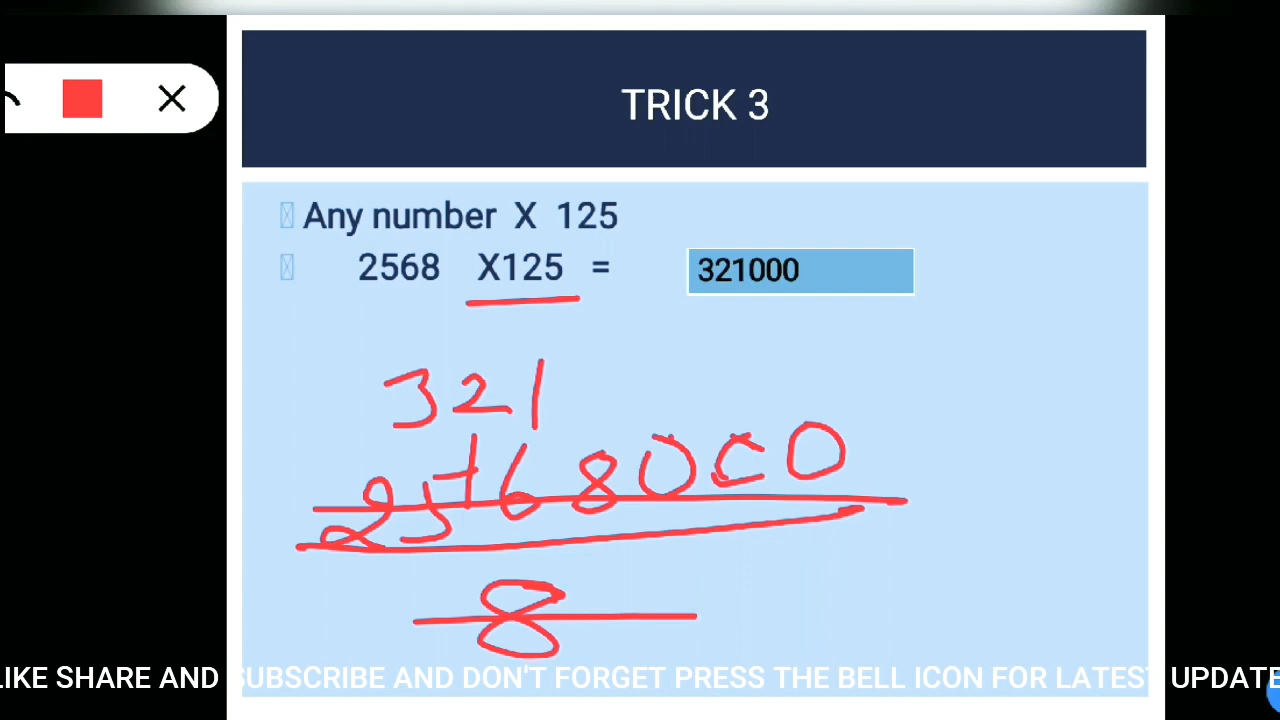 TRICK 3
Any number X 125
2568 X125 = 321000
321
2568000
8
LIKE SHARE AND SUBSCRIBE AND DON'T FORGET PRESS THE BELL ICON FOR LATEST UPDATE